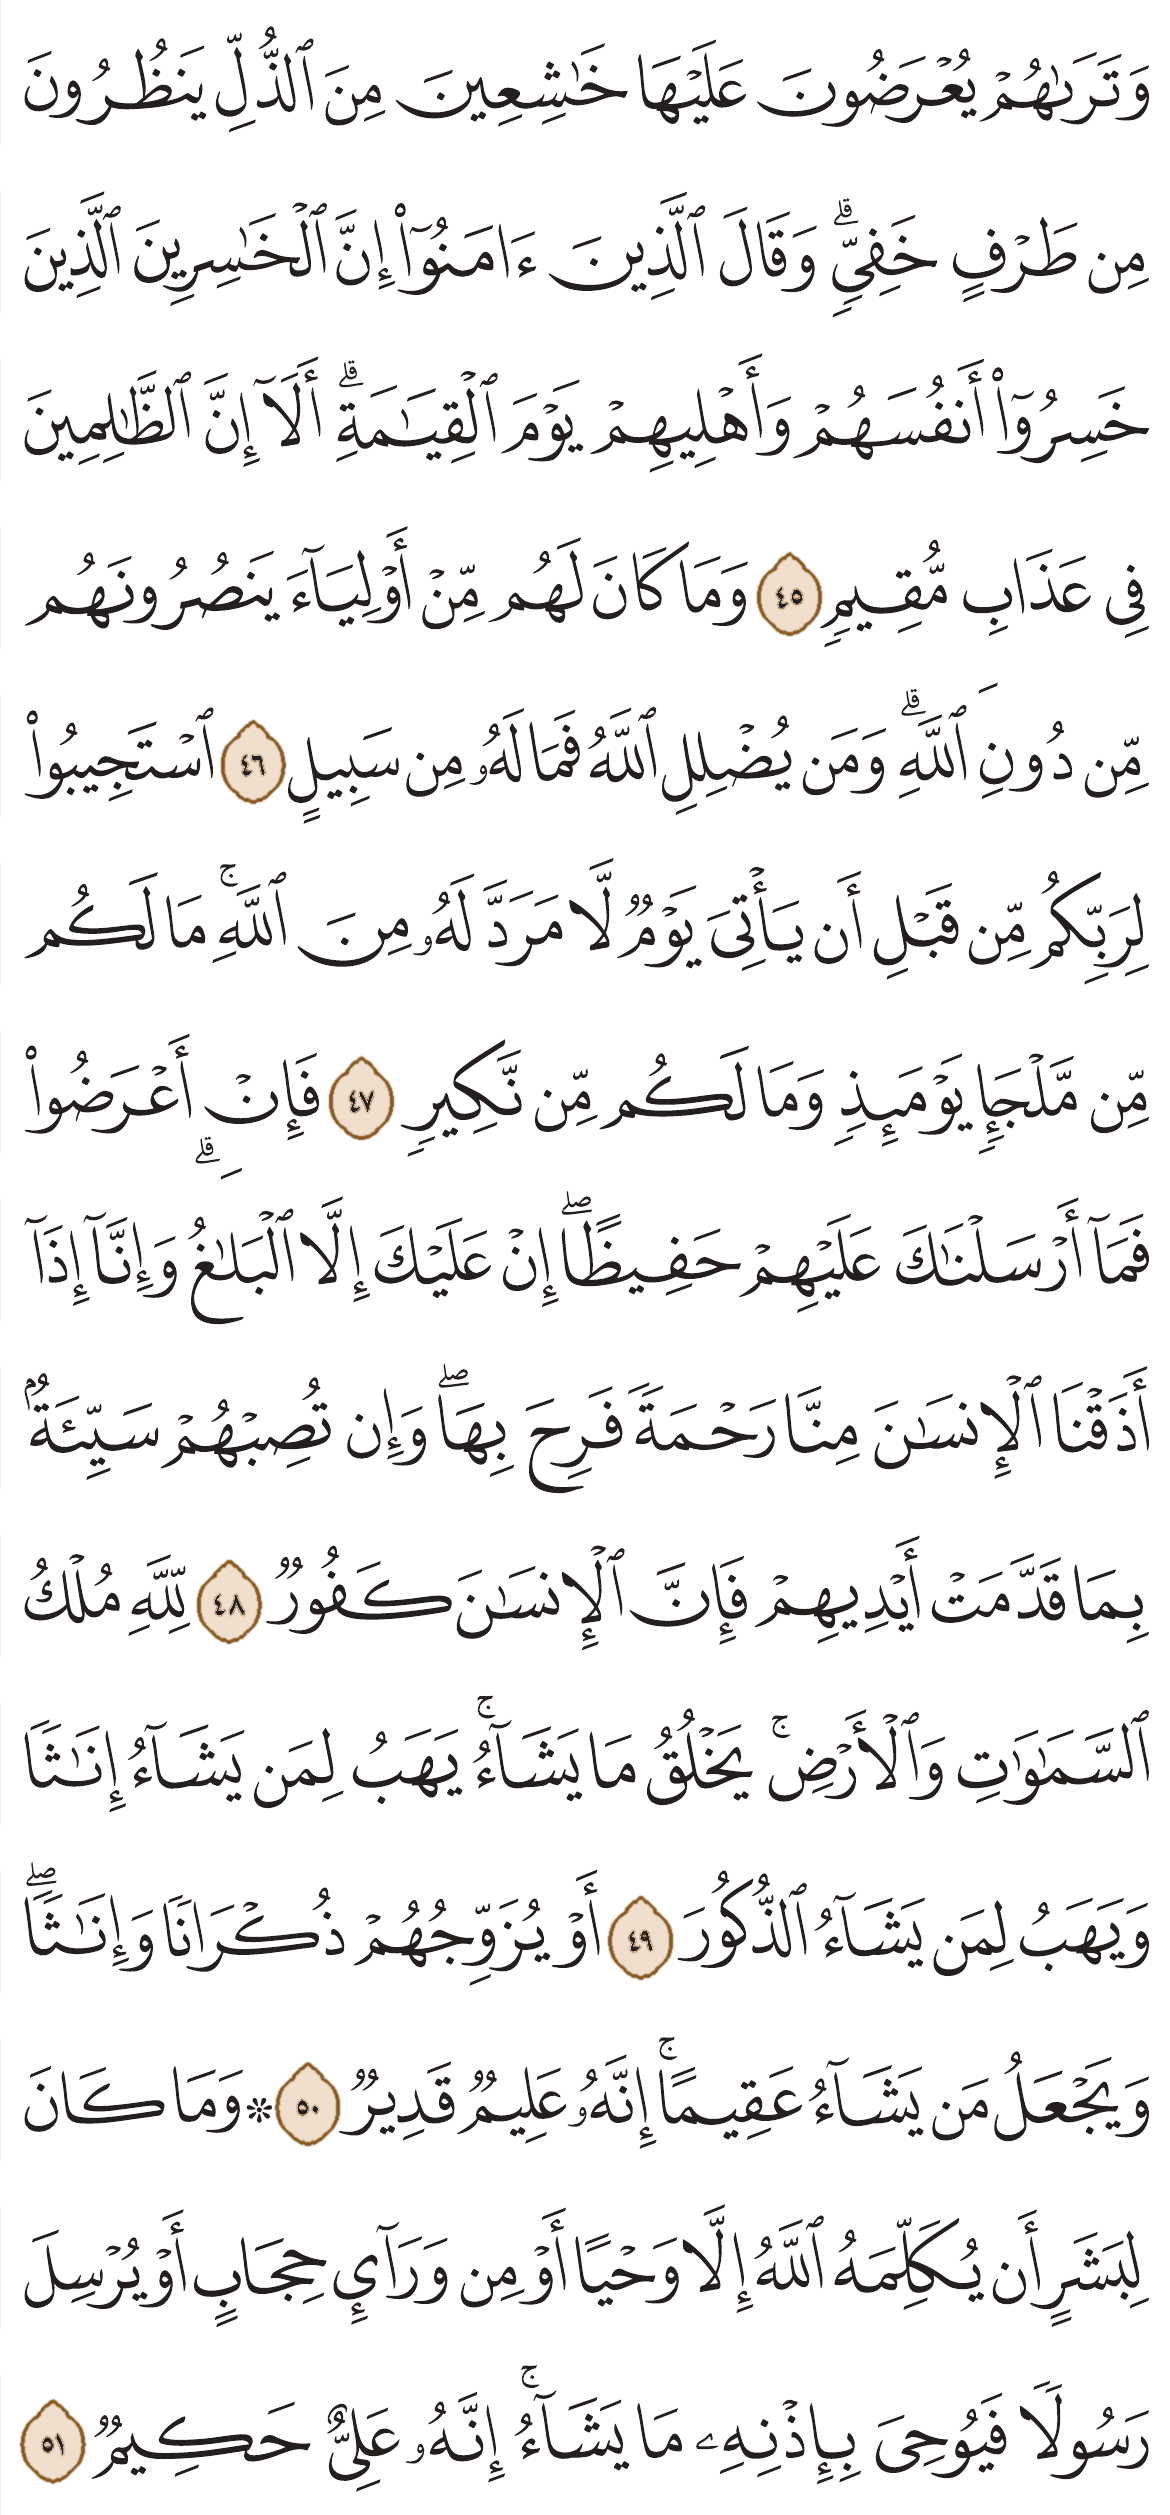 وَتَرَىٰهُمْ يُعْرَضُونَ عَلَيْهَا خَٰشِعِينَ مِنَ ٱلذُّلِّ يَنظُرُونَ
مِن طَرْفٍ خَفِىٍّ ۗ وَقَالَ ٱلَّذِينَ ءَامَنُوٓا۟ إِنَّ ٱلْخَٰسِرِينَ ٱلَّذِينَ
خَسِرُوٓا۟ أَنفُسَهُمْ وَأَهْلِيهِمْ يَوْمَ ٱلْقِيَٰمَةِ ۗ أَلَآ إِنَّ ٱلظَّٰلِمِينَ
فِى عَذَابٍ مُّقِيمٍ ٤٥ وَمَا كَانَ لَهُم مِّنْ أَوْلِيَآءَ يَنصُرُونَهُم
مِّن دُونِ ٱللَّهِ ۗ وَمَن يُضْلِلِ ٱللَّهُ فَمَا لَهُۥ مِن سَبِيلٍ ٤٦ ٱسْتَجِيبُوا۟
لِرَبِّكُم مِّن قَبْلِ أَن يَأْتِىَ يَوْمٌ لَّا مَرَدَّ لَهُۥ مِنَ ٱللَّهِ ۚ مَا لَكُم
مِّن مَّلْجَإٍ يَوْمَئِذٍ وَمَا لَكُم مِّن نَّكِيرٍ ٤٧ فَإِنْ أَعْرَضُوا۟
فَمَآ أَرْسَلْنَٰكَ عَلَيْهِمْ حَفِيظًا ۖ إِنْ عَلَيْكَ إِلَّا ٱلْبَلَٰغُ ۗ وَإِنَّآ إِذَآ
أَذَقْنَا ٱلْإِنسَٰنَ مِنَّا رَحْمَةً فَرِحَ بِهَا ۖ وَإِن تُصِبْهُمْ سَيِّئَةٌۢ
بِمَا قَدَّمَتْ أَيْدِيهِمْ فَإِنَّ ٱلْإِنسَٰنَ كَفُورٌ ٤٨ لِّلَّهِ مُلْكُ
ٱلسَّمَٰوَٰتِ وَٱلْأَرْضِ ۚ يَخْلُقُ مَا يَشَآءُ ۚ يَهَبُ لِمَن يَشَآءُ إِنَٰثًا
وَيَهَبُ لِمَن يَشَآءُ ٱلذُّكُورَ ٤٩ أَوْ يُزَوِّجُهُمْ ذُكْرَانًا وَإِنَٰثًا ۖ
وَيَجْعَلُ مَن يَشَآءُ عَقِيمًا ۚ إِنَّهُۥ عَلِيمٌ قَدِيرٌ ٥٠ * وَمَا كَانَ
لِبَشَرٍ أَن يُكَلِّمَهُ ٱللَّهُ إِلَّا وَحْيًا أَوْ مِن وَرَآئِ حِجَابٍ أَوْ يُرْسِلَ
رَسُولًا فَيُوحِىَ بِإِذْنِهِۦ مَا يَشَآءُ ۚ إِنَّهُۥ عَلِىٌّ حَكِيمٌ ٥١